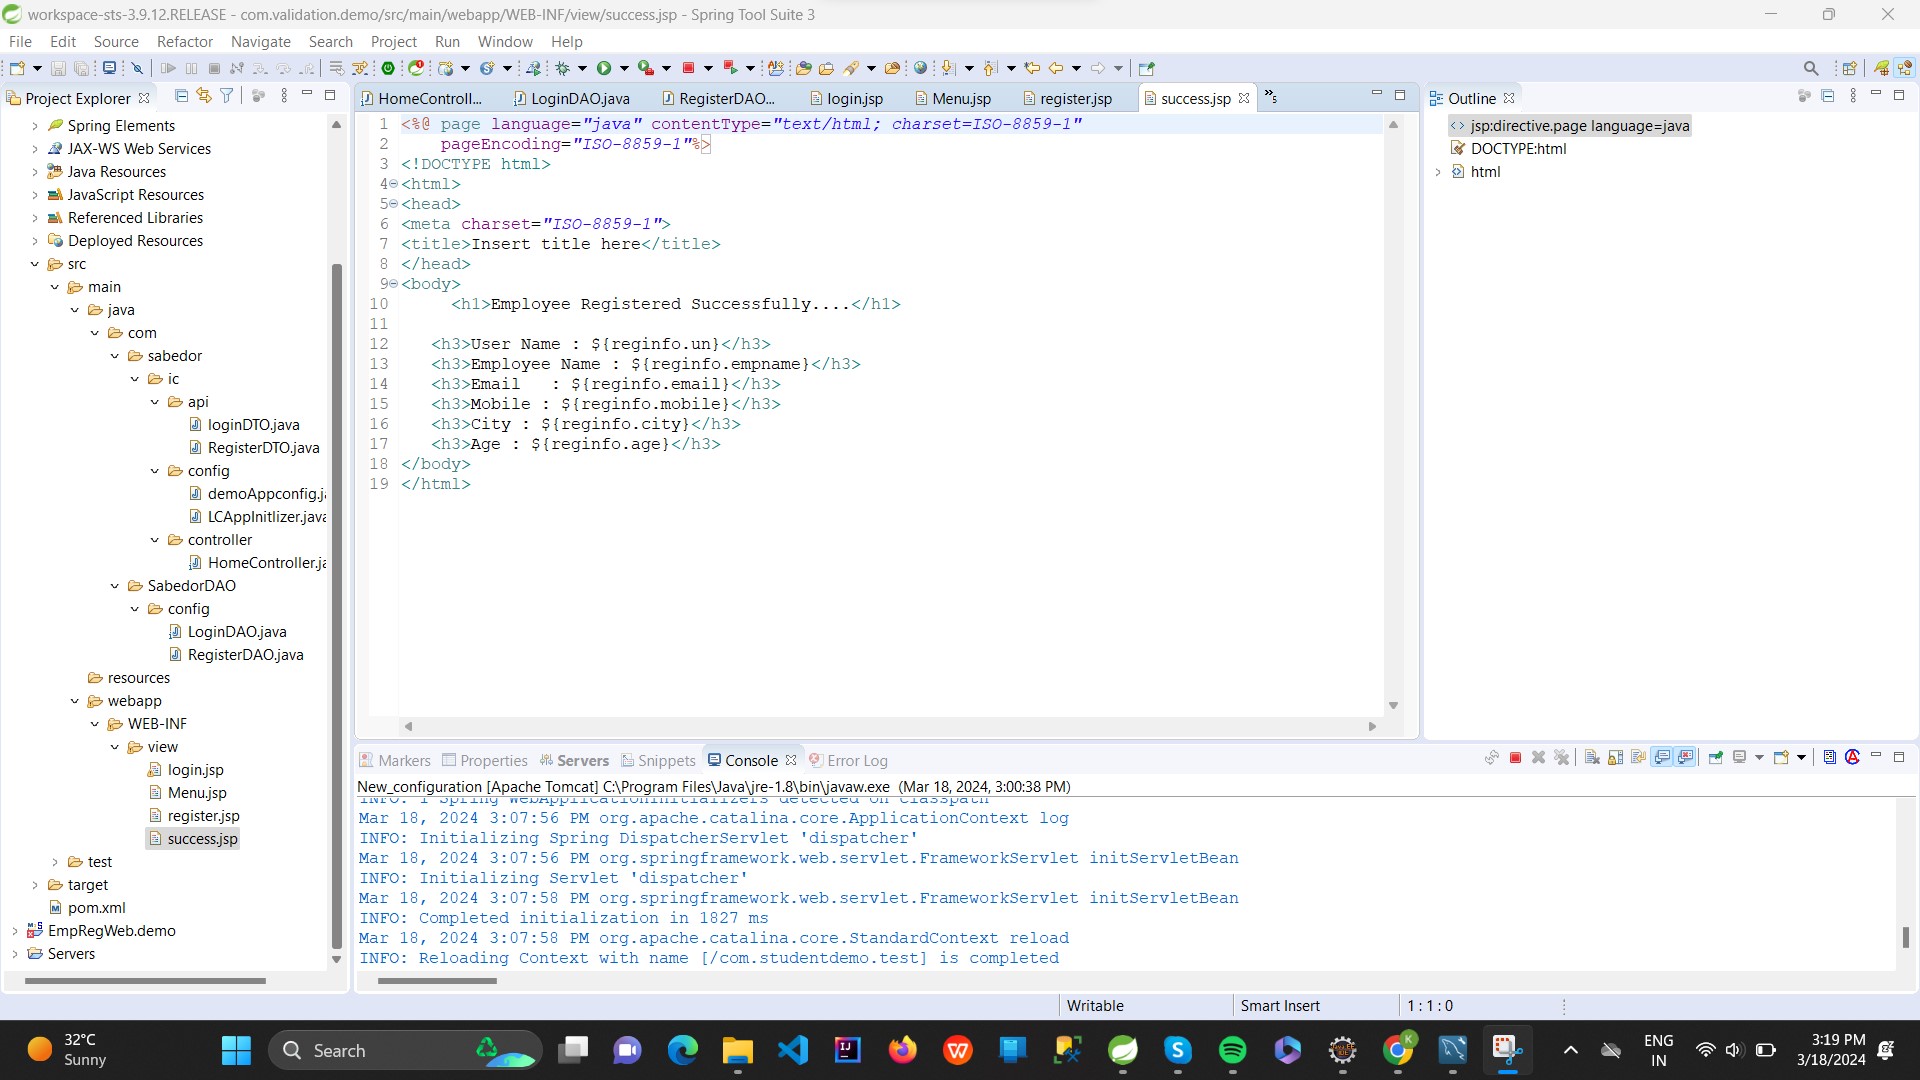 workspace-sts-3.9.12.RELEASE - com.validation.demo/src/main/webapp/WEB-INF/view/success.jsp - Spring Tool Suite 3
File Edit Source Refactor Navigate Search Project Run Window Help
Project Explorer
Spring Elements
JAX-WS Web Services
Java Resources
JavaScript Resources
Referenced Libraries
Deployed Resources
src
main
java
com
sabedor
ic
api
loginDTO.java
RegisterDTO.java
config
demoAppconfig.ja
LCAppInitlizer.java
controller
HomeController.ja
SabedorDAO
config
LoginDAO.java
RegisterDAO.java
resources
webapp
WEB-INF
view
login.jsp
Menu.jsp
register.jsp
success.jsp
test
target
pom.xml
EmpRegWeb.demo
Servers
HomeControll... LoginDAO.java RegisterDAO... login.jsp Menu.jsp register.jsp success.jsp »5
1 <%@ page language="java" contentType="text/html; charset=ISO-8859-1"
2 pageEncoding="ISO-8859-1"%>
3 <!DOCTYPE html>
4 <html>
5 <head>
6 <meta charset="ISO-8859-1">
7 <title>Insert title here</title>
8 </head>
9 <body>
10 <h1>Employee Registered Successfully....</h1>
11
12 <h3>User Name : ${reginfo.un}</h3>
13 <h3>Employee Name : ${reginfo.empname}</h3>
14 <h3>Email   : ${reginfo.email}</h3>
15 <h3>Mobile : ${reginfo.mobile}</h3>
16 <h3>City : ${reginfo.city}</h3>
17 <h3>Age : ${reginfo.age}</h3>
18 </body>
19 </html>
Outline
jsp:directive.page language=java
DOCTYPE:html
html
Markers Properties Servers Snippets Console Error Log
New_configuration [Apache Tomcat] C:\Program Files\Java\jre-1.8\bin\javaw.exe (Mar 18, 2024, 3:00:38 PM)
INFO: 1 Spring WebApplicationInitializers detected on classpath
Mar 18, 2024 3:07:56 PM org.apache.catalina.core.ApplicationContext log
INFO: Initializing Spring DispatcherServlet 'dispatcher'
Mar 18, 2024 3:07:56 PM org.springframework.web.servlet.FrameworkServlet initServletBean
INFO: Initializing Servlet 'dispatcher'
Mar 18, 2024 3:07:58 PM org.springframework.web.servlet.FrameworkServlet initServletBean
INFO: Completed initialization in 1827 ms
Mar 18, 2024 3:07:58 PM org.apache.catalina.core.StandardContext reload
INFO: Reloading Context with name [/com.studentdemo.test] is completed
Writable Smart Insert 1 : 1 : 0
32°C
Sunny
Search
ENG
IN
3:19 PM
3/18/2024